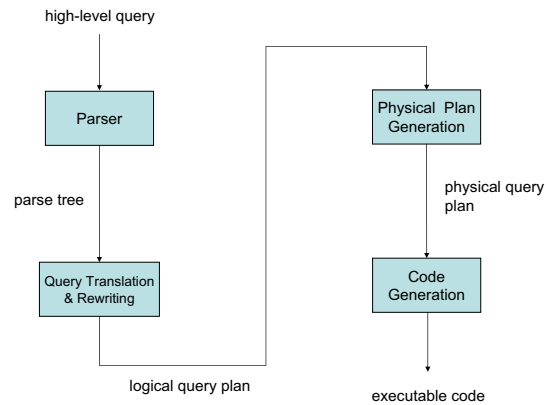 high-level query
Parser
parse tree
Query Translation
& Rewriting
logical query plan
Physical Plan
Generation
physical query
plan
Code
Generation
executable code